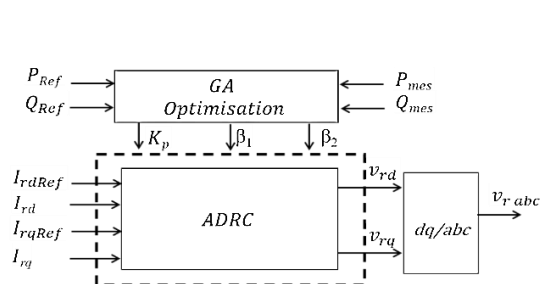 P_Ref GA P_mes
Q_Ref Optimisation Q_mes
K_p β_1 β_2
I_rdRef v_rd
I_rd ADRC v_r abc
I_rqRef dq/abc
I_rq v_rq